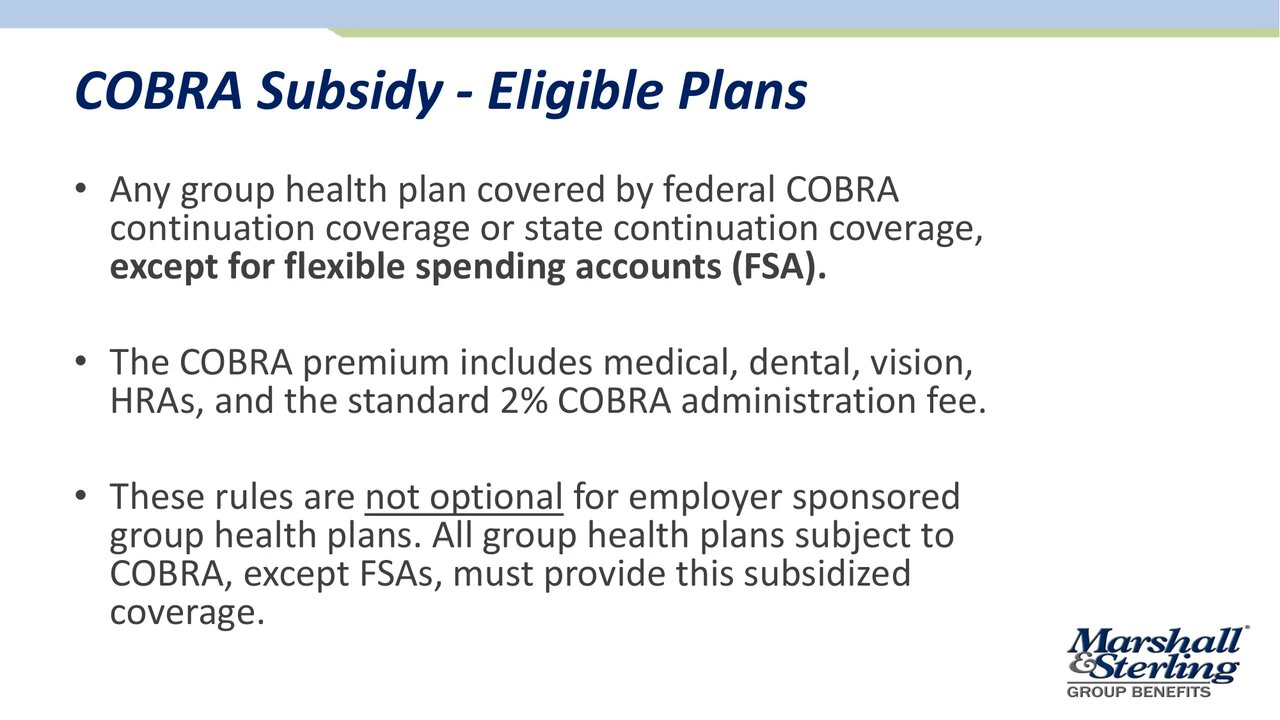 COBRA Subsidy - Eligible Plans
• Any group health plan covered by federal COBRA
continuation coverage or state continuation coverage,
except for flexible spending accounts (FSA).
• The COBRA premium includes medical, dental, vision,
HRAs, and the standard 2% COBRA administration fee.
• These rules are not optional for employer sponsored
group health plans. All group health plans subject to
COBRA, except FSAs, must provide this subsidized
coverage.
Marshall
&Sterling
GROUP BENEFITS